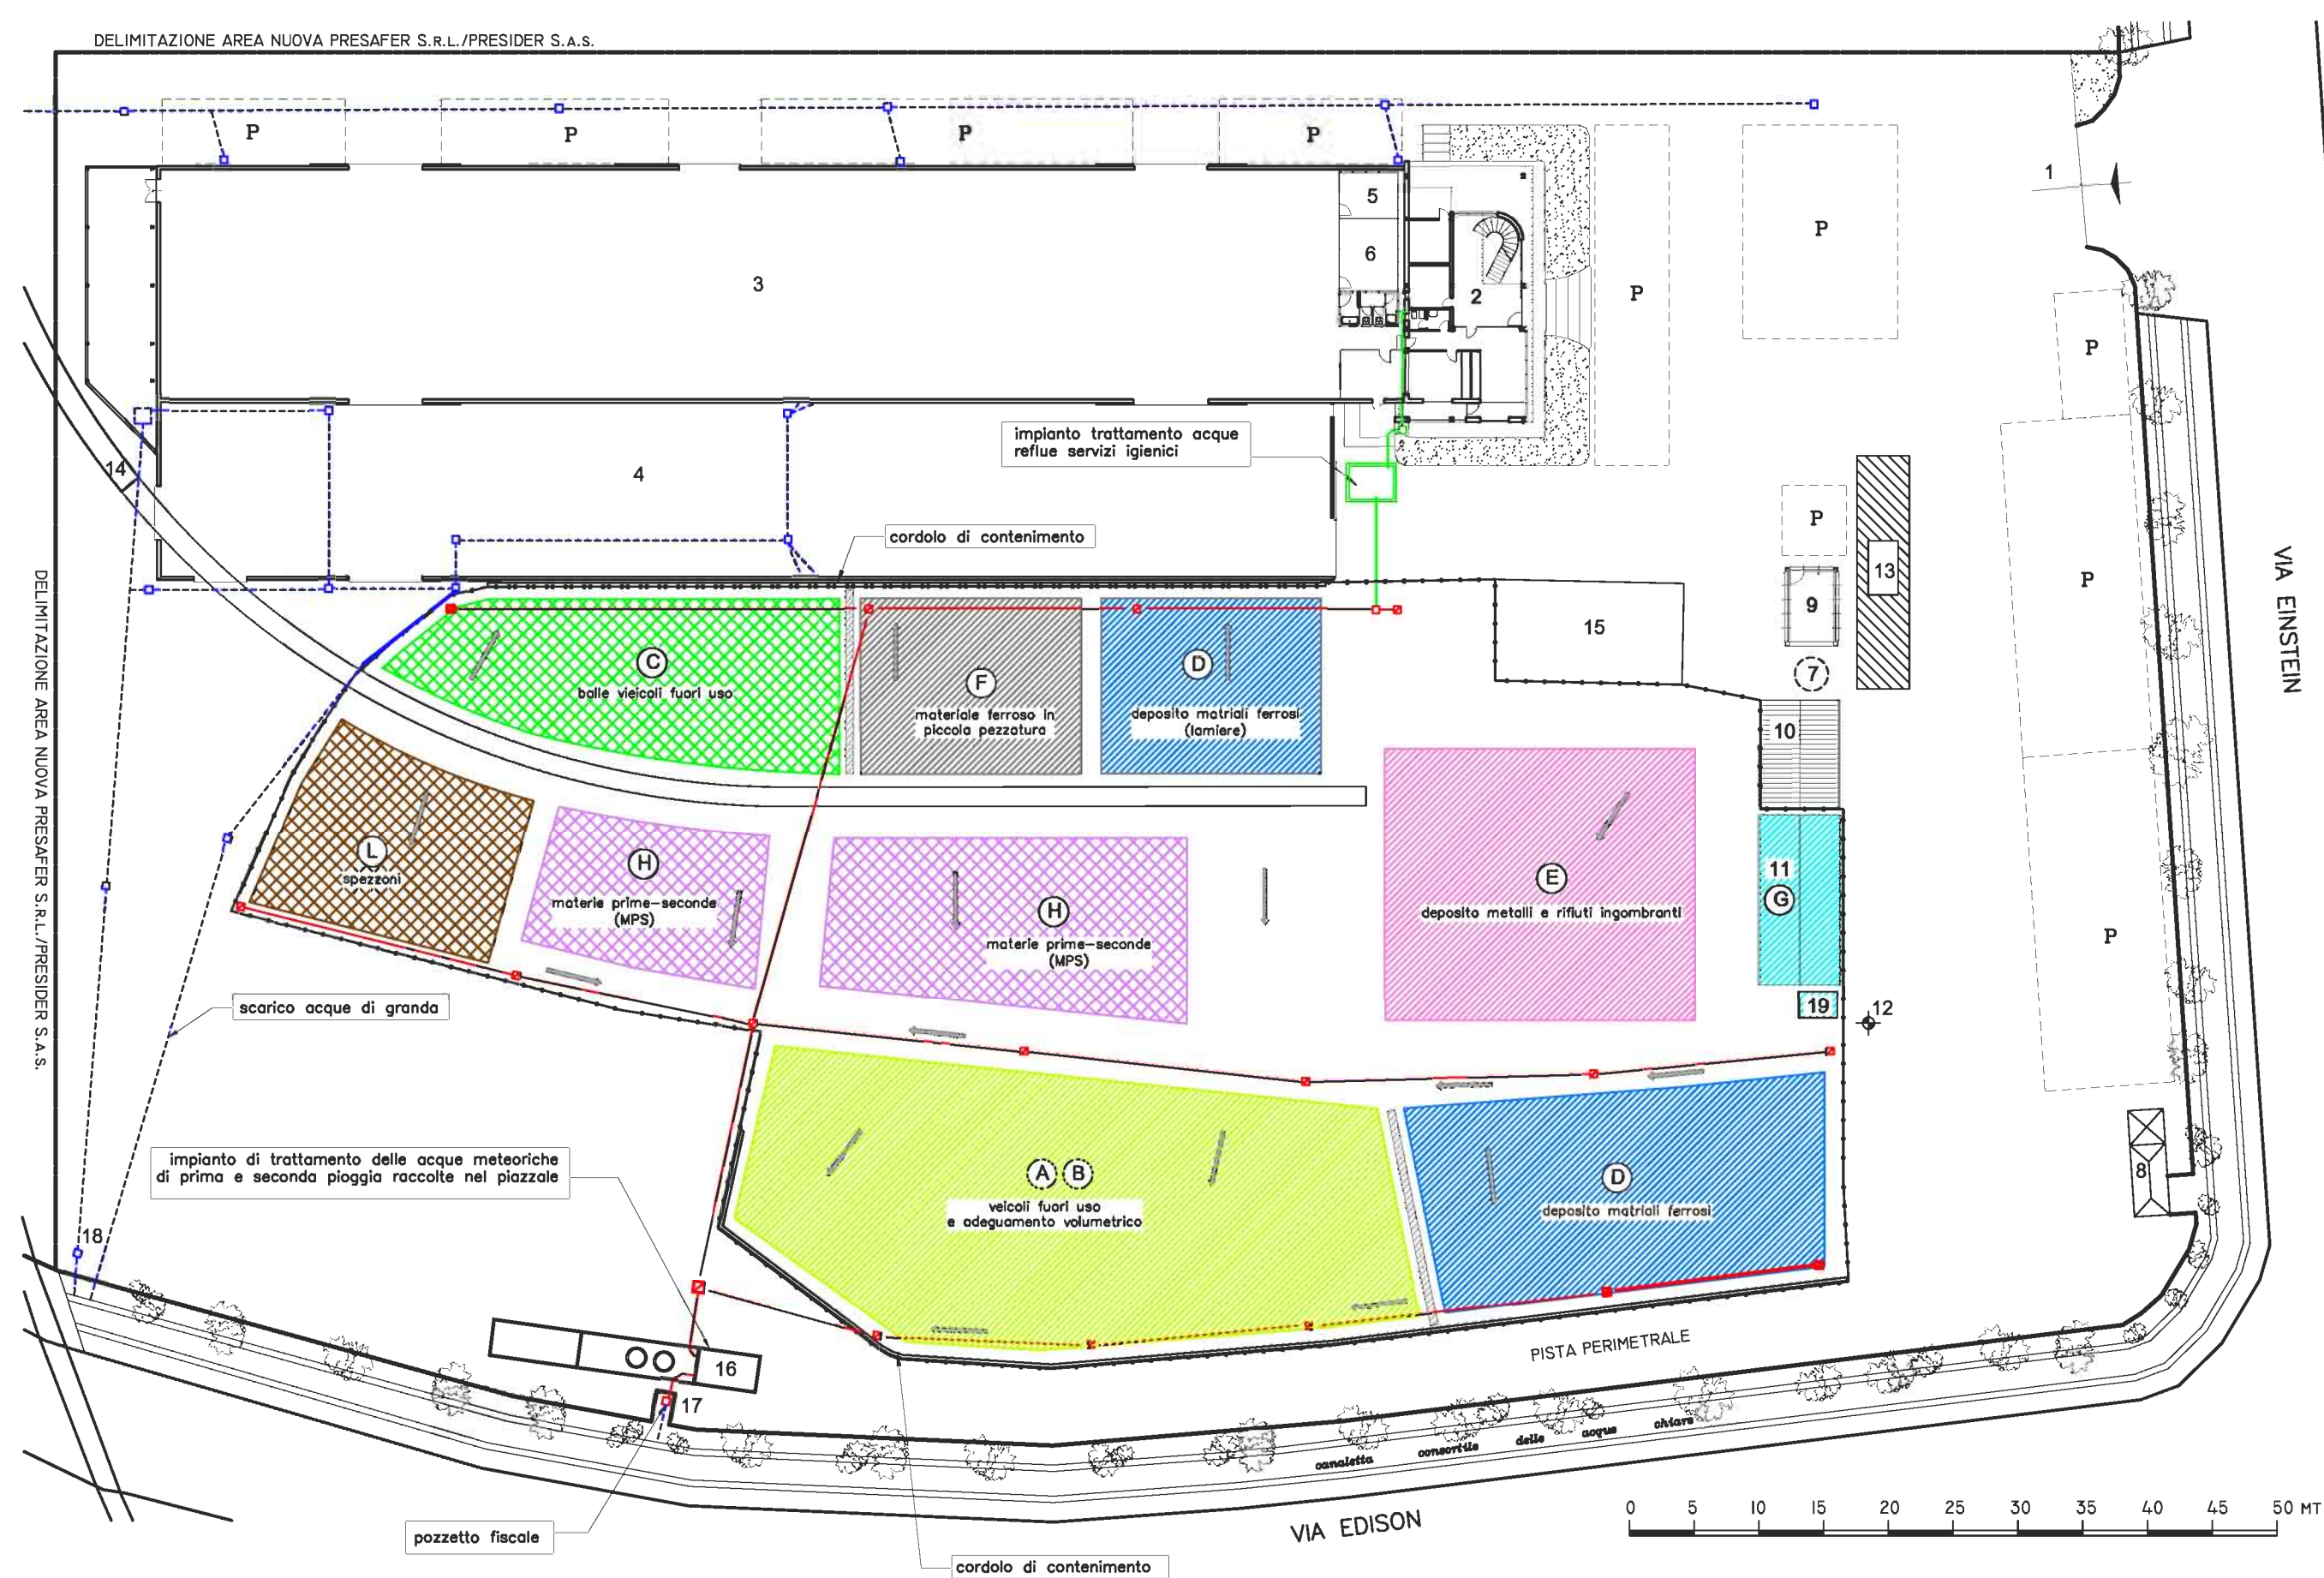 DELIMITAZIONE AREA NUOVA PRESAFER S.R.L./PRESIDER S.A.S.
P
P
P
P
1
5
6
P
P
3
2
P
impianto trattamento acque
reflue servizi igienici
14
4
P
13
P
VIA EINSTEIN
cordolo di contenimento
9
15
7
C
balle vieicoli fuori uso
F
materiale ferroso in
piccola pezzatura
D
deposito matriali ferrosi
(lamiere)
10
DELIMITAZIONE AREA NUOVA PRESAFER S.R.L./PRESIDER S.A.S.
L
spezzoni
H
materie prime-seconde
(MPS)
H
materie prime-seconde
(MPS)
E
deposito metalli e rifiuti ingombranti
11
G
P
19
12
scarico acque di granda
impianto di trattamento delle acque meteoriche
di prima e seconda pioggia raccolte nel piazzale
A B
veicoli fuori uso
e adeguamento volumetrico
D
deposito matriali ferrosi
8
18
16
17
PISTA PERIMETRALE
canaletta consortile delle acque chiare
pozzetto fiscale
VIA EDISON
0 5 10 15 20 25 30 35 40 45 50 MT
cordolo di contenimento